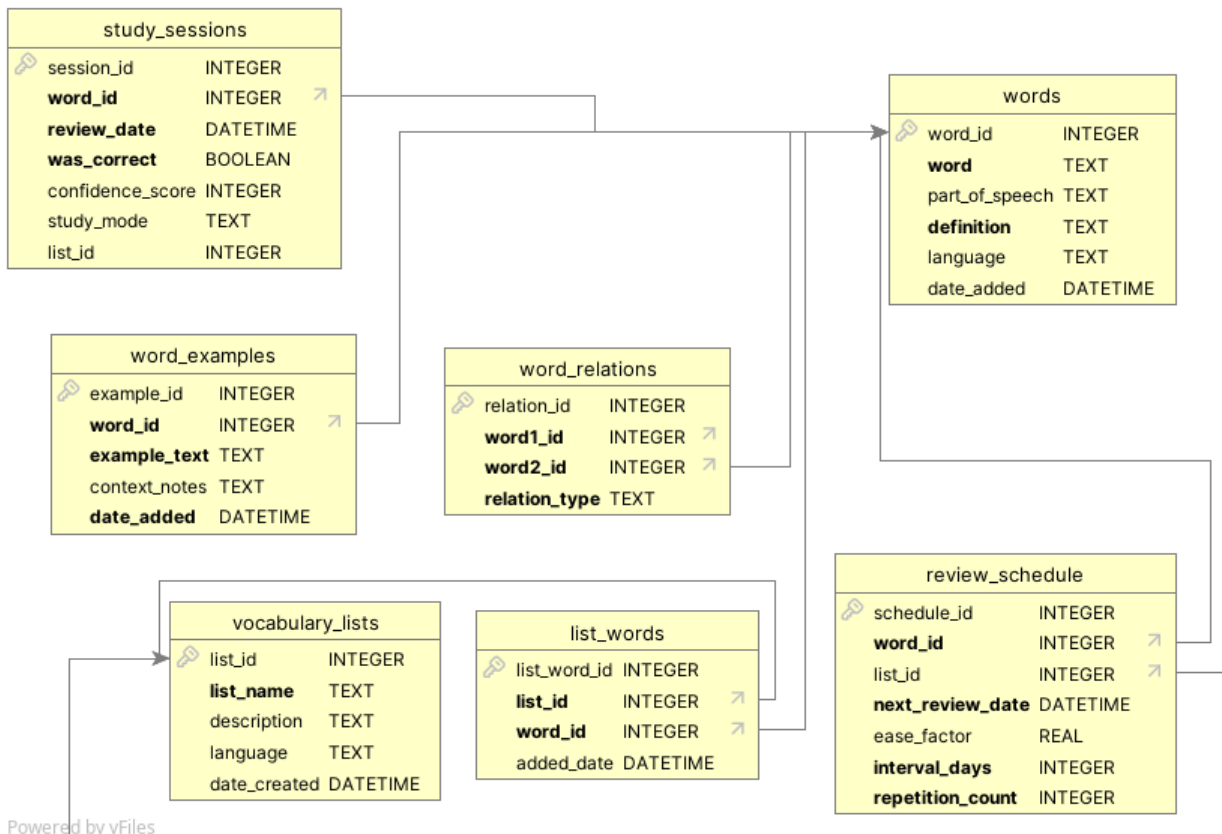 study_sessions
session_id INTEGER
word_id INTEGER
review_date DATETIME
was_correct BOOLEAN
confidence_score INTEGER
study_mode TEXT
list_id INTEGER
words
word_id INTEGER
word TEXT
part_of_speech TEXT
definition TEXT
language TEXT
date_added DATETIME
word_examples
example_id INTEGER
word_id INTEGER
example_text TEXT
context_notes TEXT
date_added DATETIME
word_relations
relation_id INTEGER
word1_id INTEGER
word2_id INTEGER
relation_type TEXT
vocabulary_lists
list_id INTEGER
list_name TEXT
description TEXT
language TEXT
date_created DATETIME
list_words
list_word_id INTEGER
list_id INTEGER
word_id INTEGER
added_date DATETIME
review_schedule
schedule_id INTEGER
word_id INTEGER
list_id INTEGER
next_review_date DATETIME
ease_factor REAL
interval_days INTEGER
repetition_count INTEGER
Powered by yFiles